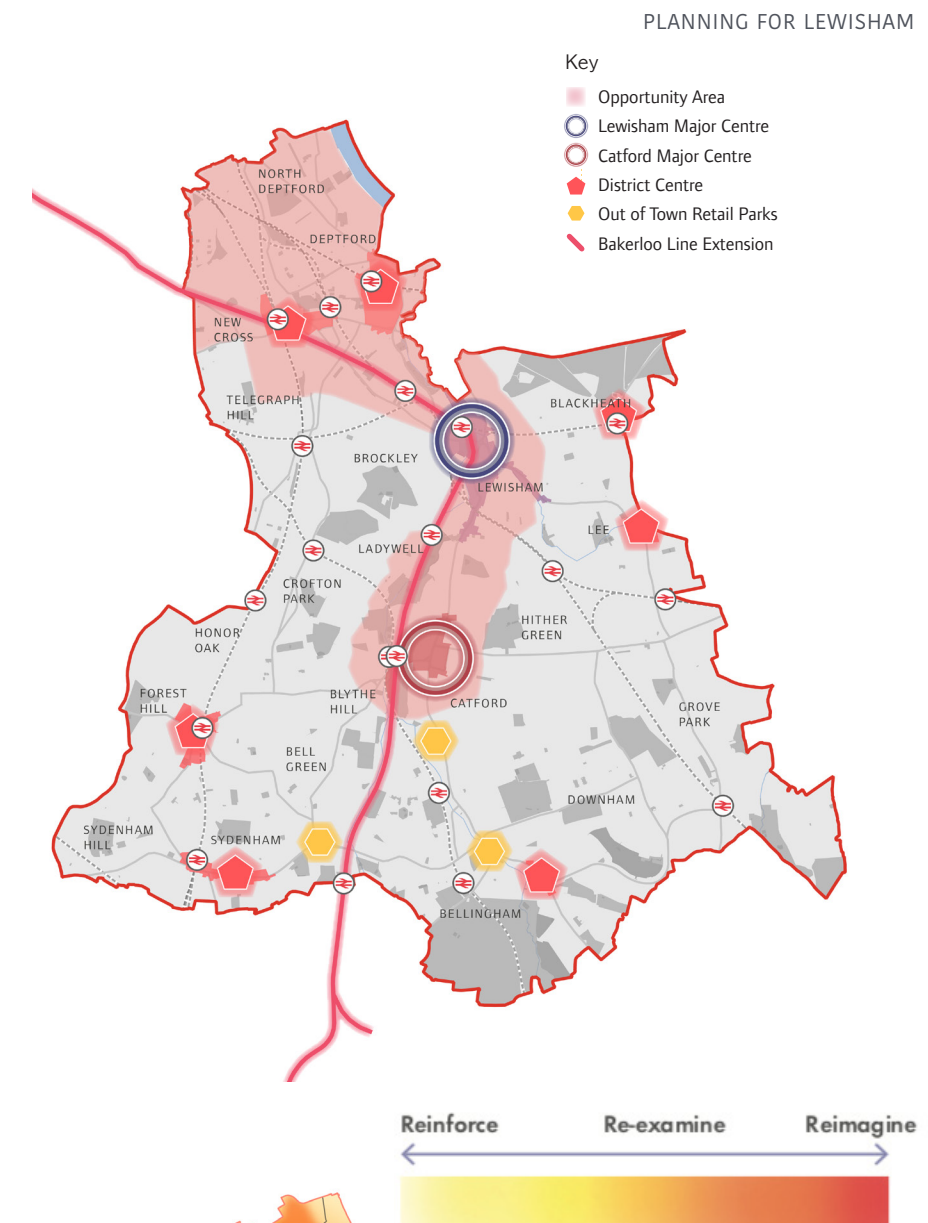 PLANNING FOR LEWISHAM
Key
Opportunity Area
Lewisham Major Centre
Catford Major Centre
District Centre
Out of Town Retail Parks
Bakerloo Line Extension
NORTH
DEPTFORD
DEPTFORD
NEW
CROSS
TELEGRAPH
HILL
BLACKHEATH
BROCKLEY
LEWISHAM
LEE
LADYWELL
CROFTON
PARK
HITHER
GREEN
HONOR
OAK
FOREST
HILL
BLYTHE
HILL
CATFORD
GROVE
PARK
BELL
GREEN
DOWNHAM
SYDENHAM
HILL
SYDENHAM
BELLINGHAM
Reinforce
Re-examine
Reimagine